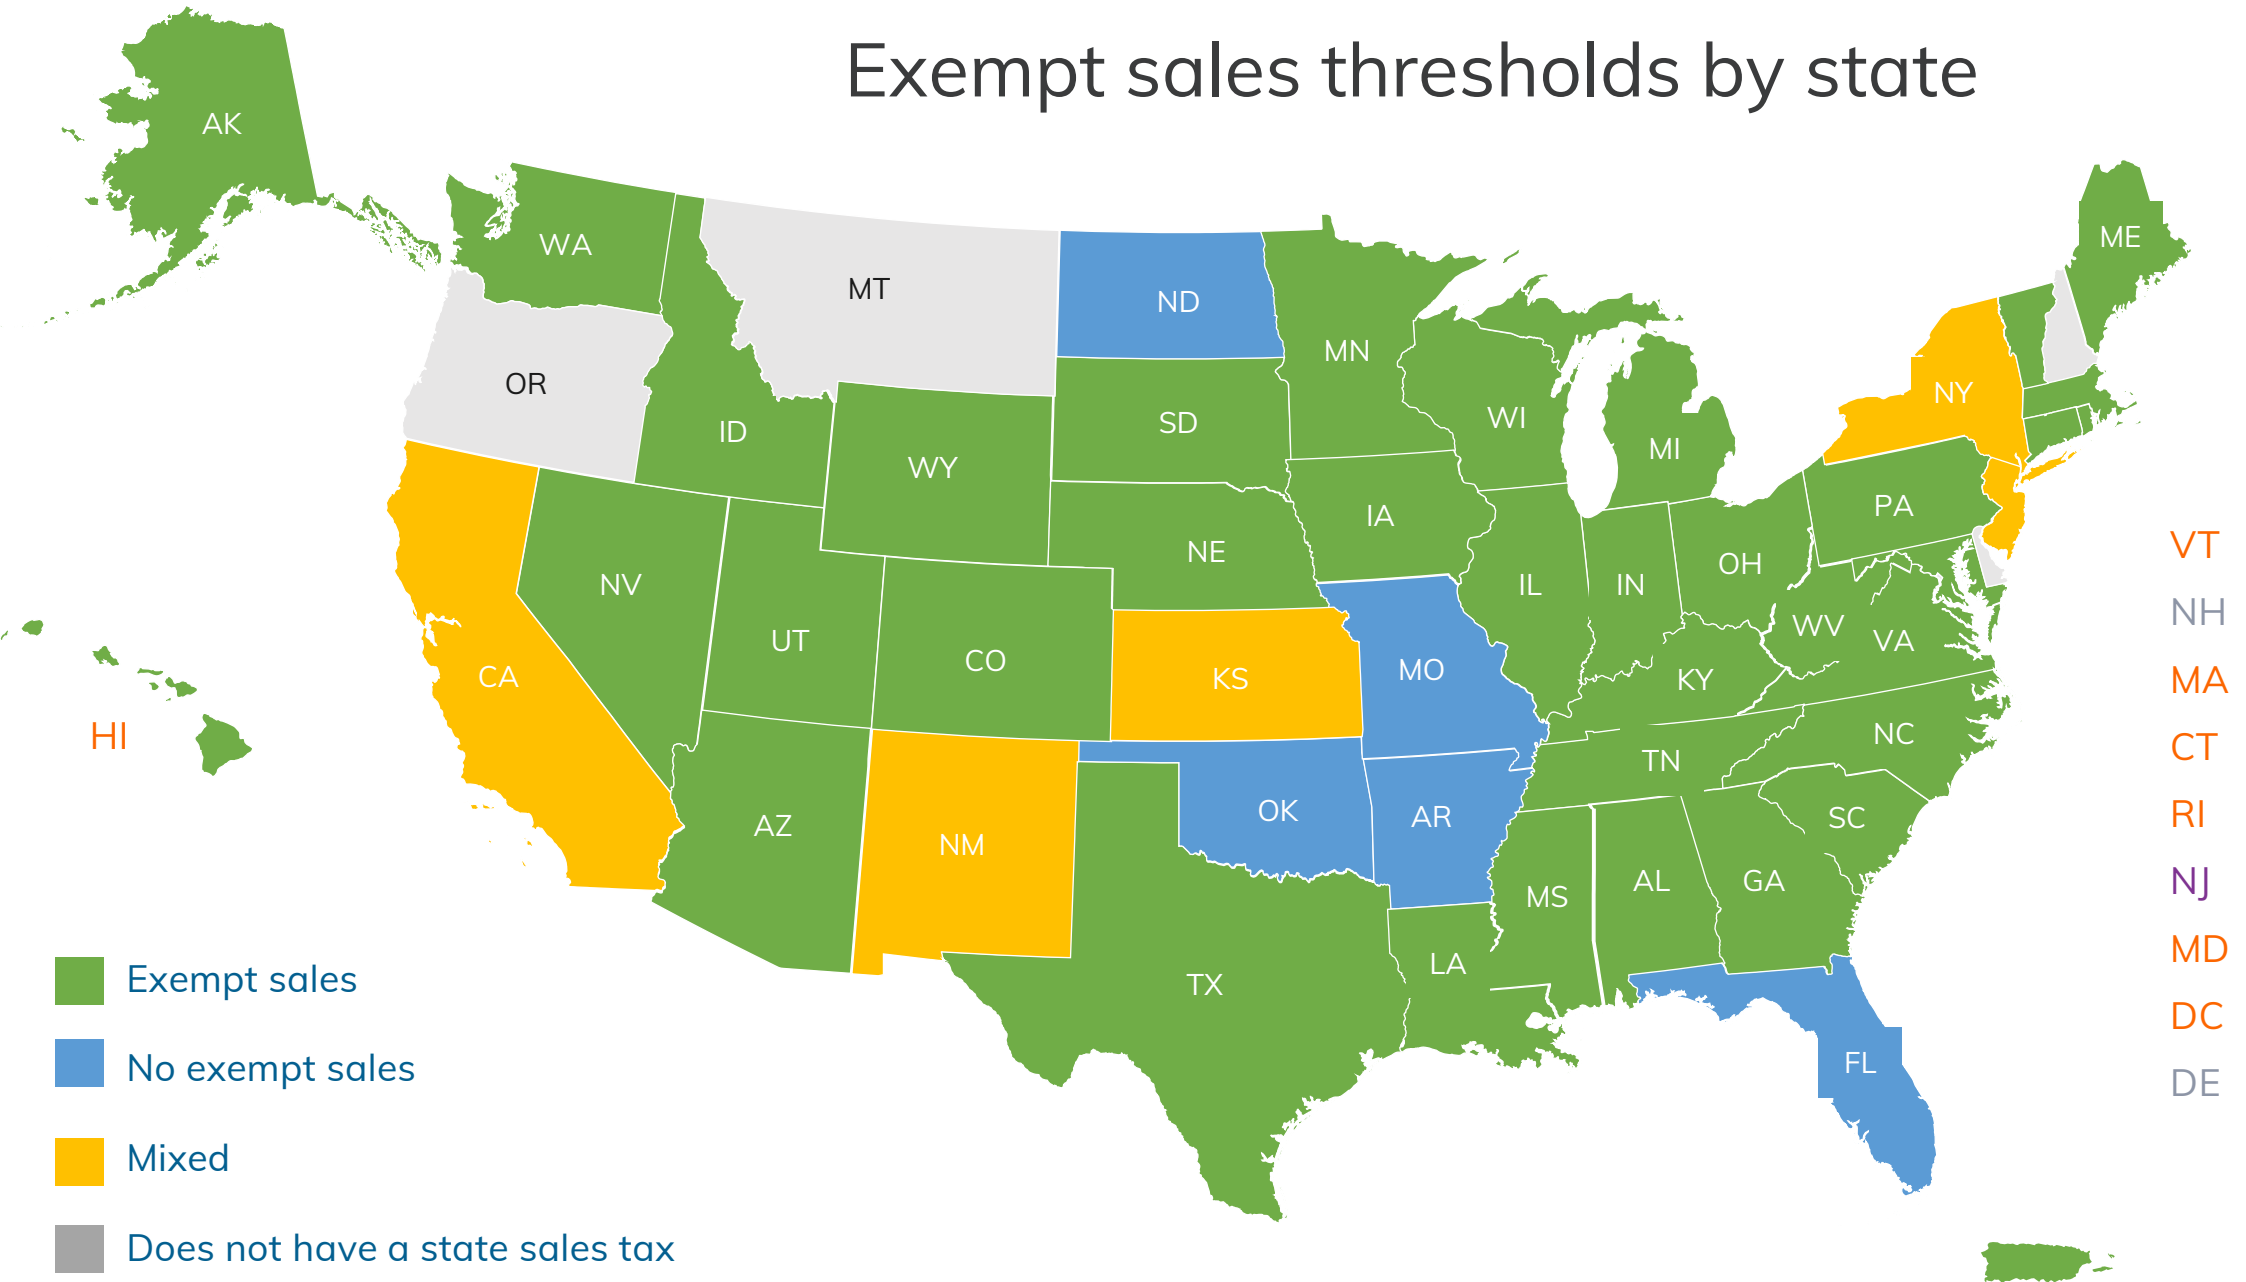 Exempt sales thresholds by state
AK
WA
ME
MT
ND
MN
OR
NY
WI
SD
ID
MI
WY
PA
IA
VT
NE
OH
NV
IL
IN
NH
WV
UT
VA
CO
MO
CA
KS
KY
MA
HI
NC
CT
TN
OK
AR
SC
RI
AZ
NM
AL
GA
NJ
MS
MD
LA
Exempt sales
TX
DC
FL
No exempt sales
DE
Mixed
Does not have a state sales tax